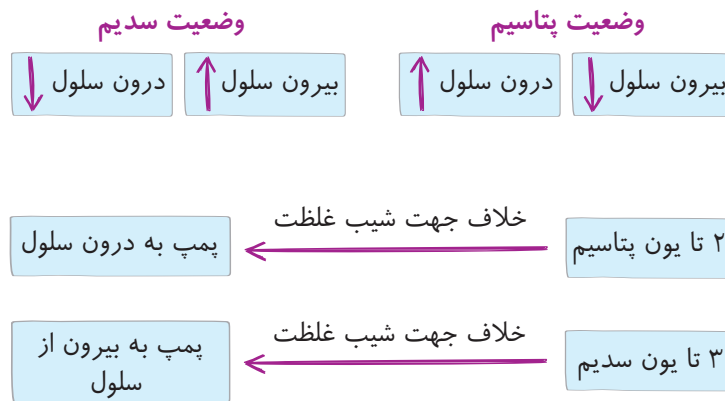 وضعیت پتاسیم
بیرون سلول
درون سلول
وضعیت سدیم
بیرون سلول
درون سلول
۲ تا یون پتاسیم
خلاف جهت شیب غلظت
پمپ به درون سلول
۳ تا یون سدیم
خلاف جهت شیب غلظت
پمپ به بیرون از
سلول